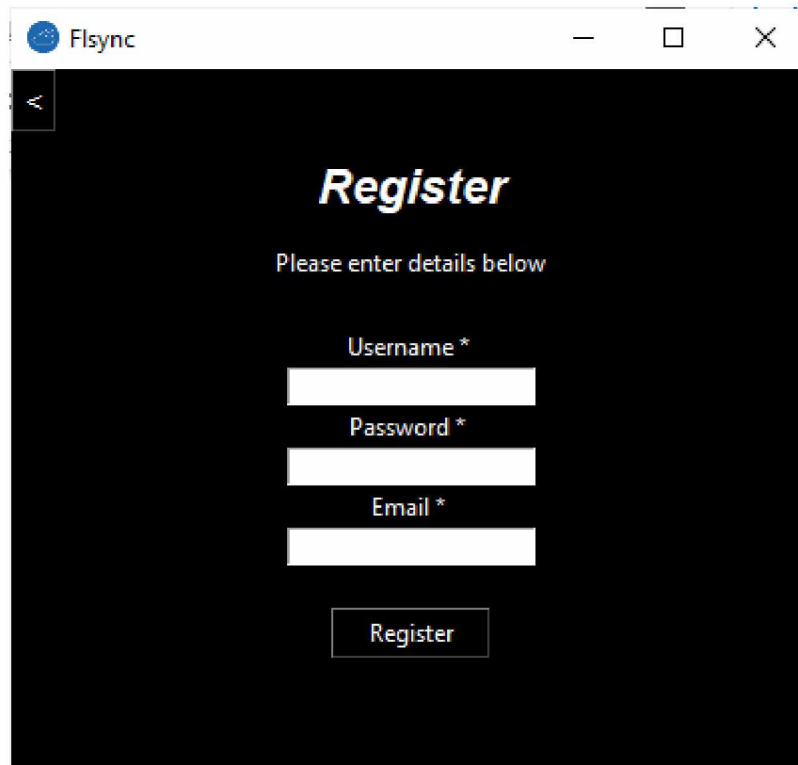 Flsync
<
Register
Please enter details below
Username *
Password *
Email *
Register